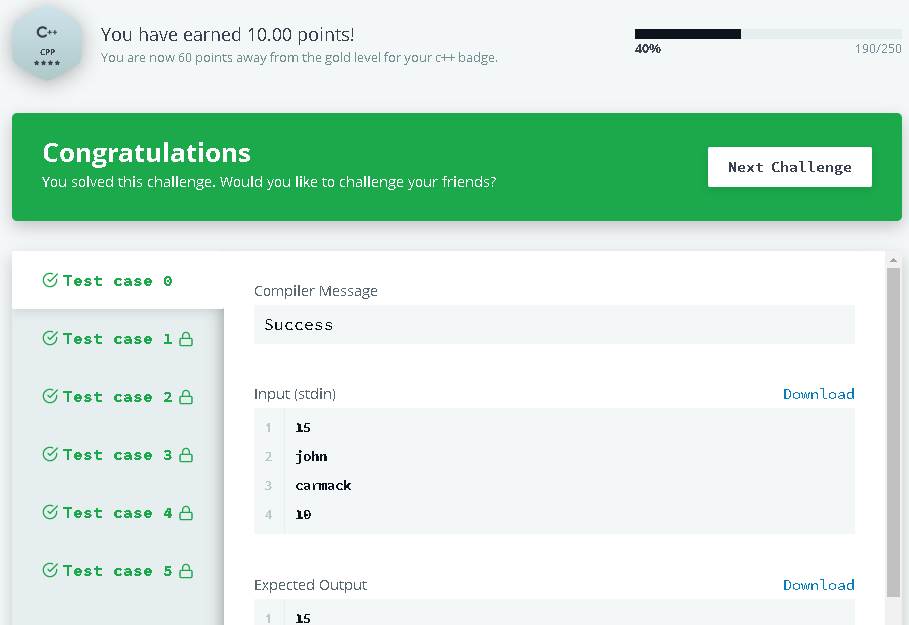 C++
CPP
You have earned 10.00 points!
You are now 60 points away from the gold level for your c++ badge.
40% 190/250
Congratulations
You solved this challenge. Would you like to challenge your friends?
Next Challenge
Test case 0
Test case 1
Test case 2
Test case 3
Test case 4
Test case 5
Compiler Message
Success
Input (stdin) Download
1 15
2 john
3 carmack
4 10
Expected Output Download
1 15